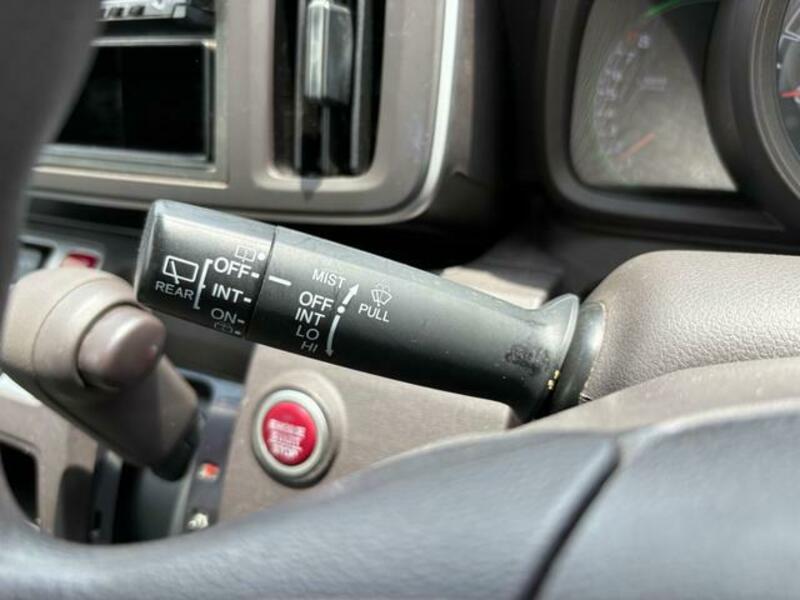 REAR
OFF
INT
ON
MIST
OFF
INT
LO
HI
PULL
ENGINE
START
STOP